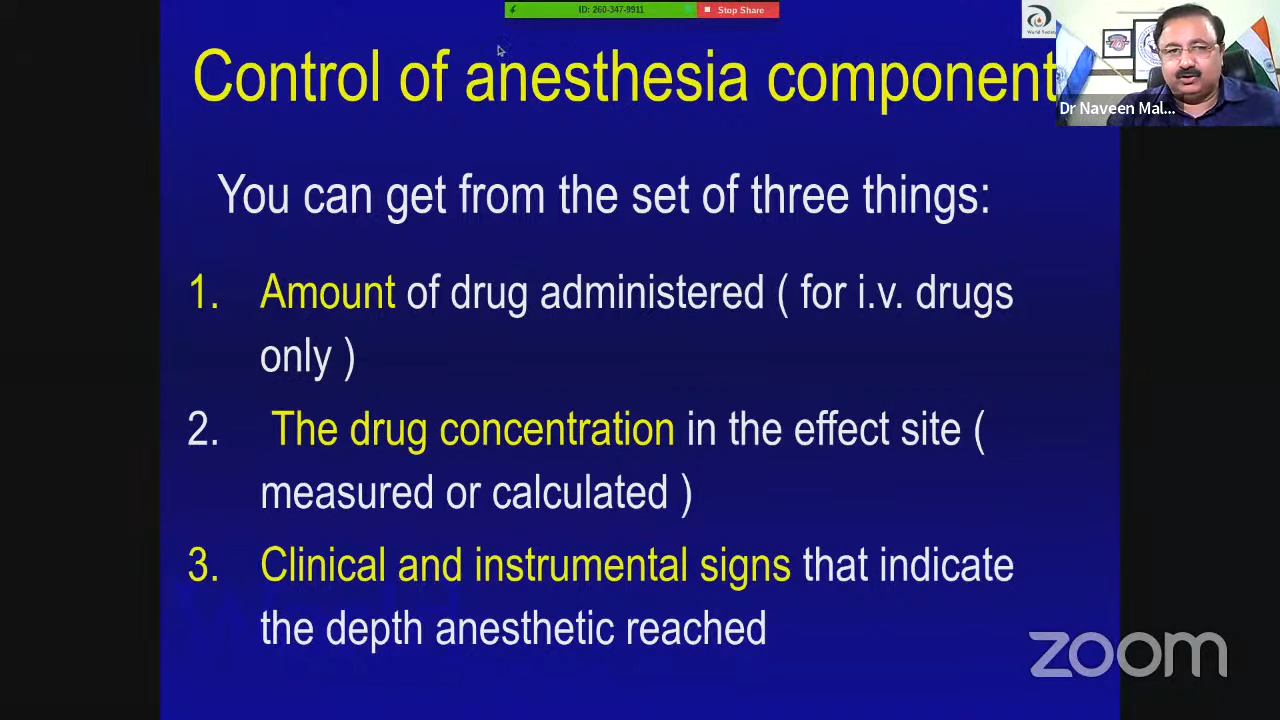 ID: 260-347-9911
Stop Share
Control of anesthesia component
Dr Naveen Mal...
You can get from the set of three things:
1. Amount of drug administered ( for i.v. drugs
only )
2. The drug concentration in the effect site (
measured or calculated )
3. Clinical and instrumental signs that indicate
the depth anesthetic reached
zoom